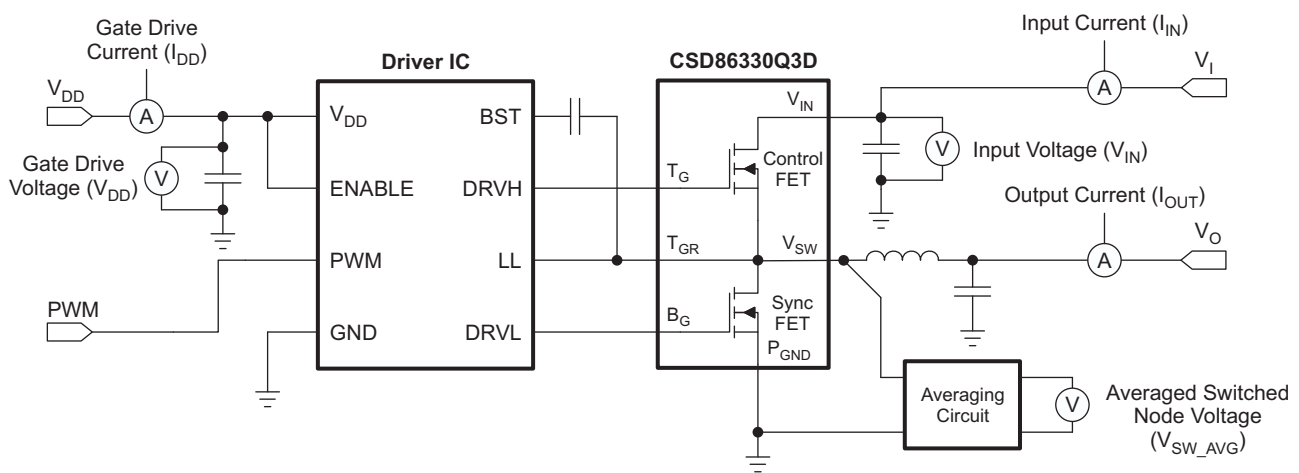 Gate Drive
Current (I_DD)
V_DD
A
Gate Drive
Voltage (V_DD)
V
PWM
Driver IC
V_DD
BST
ENABLE
DRVH
PWM
LL
GND
DRVL
CSD86330Q3D
V_IN
T_G
Control
FET
T_GR
V_SW
B_G
Sync
FET
P_GND
Input Current (I_IN)
V_I
A
V
Input Voltage (V_IN)
Output Current (I_OUT)
V_O
A
Averaging
Circuit
V
Averaged Switched
Node Voltage
(V_SW_AVG)